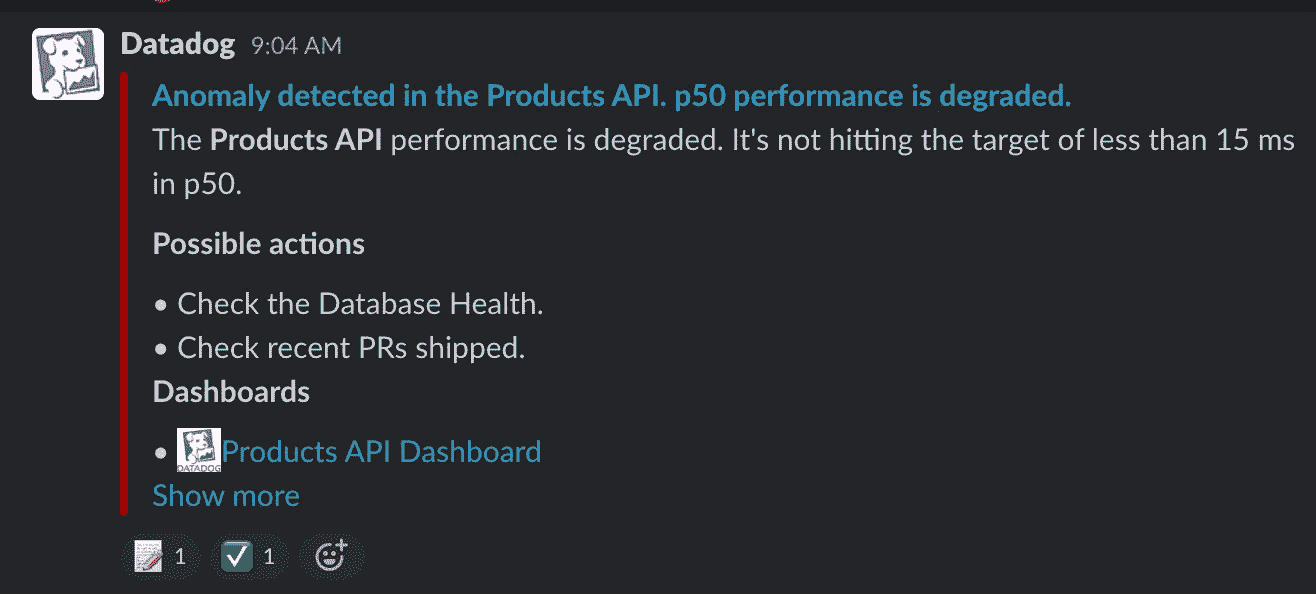 Datadog 9:04 AM
Anomaly detected in the Products API. p50 performance is degraded.
The Products API performance is degraded. It's not hitting the target of less than 15 ms
in p50.
Possible actions
• Check the Database Health.
• Check recent PRs shipped.
Dashboards
• DATADOG Products API Dashboard
Show more
1 1